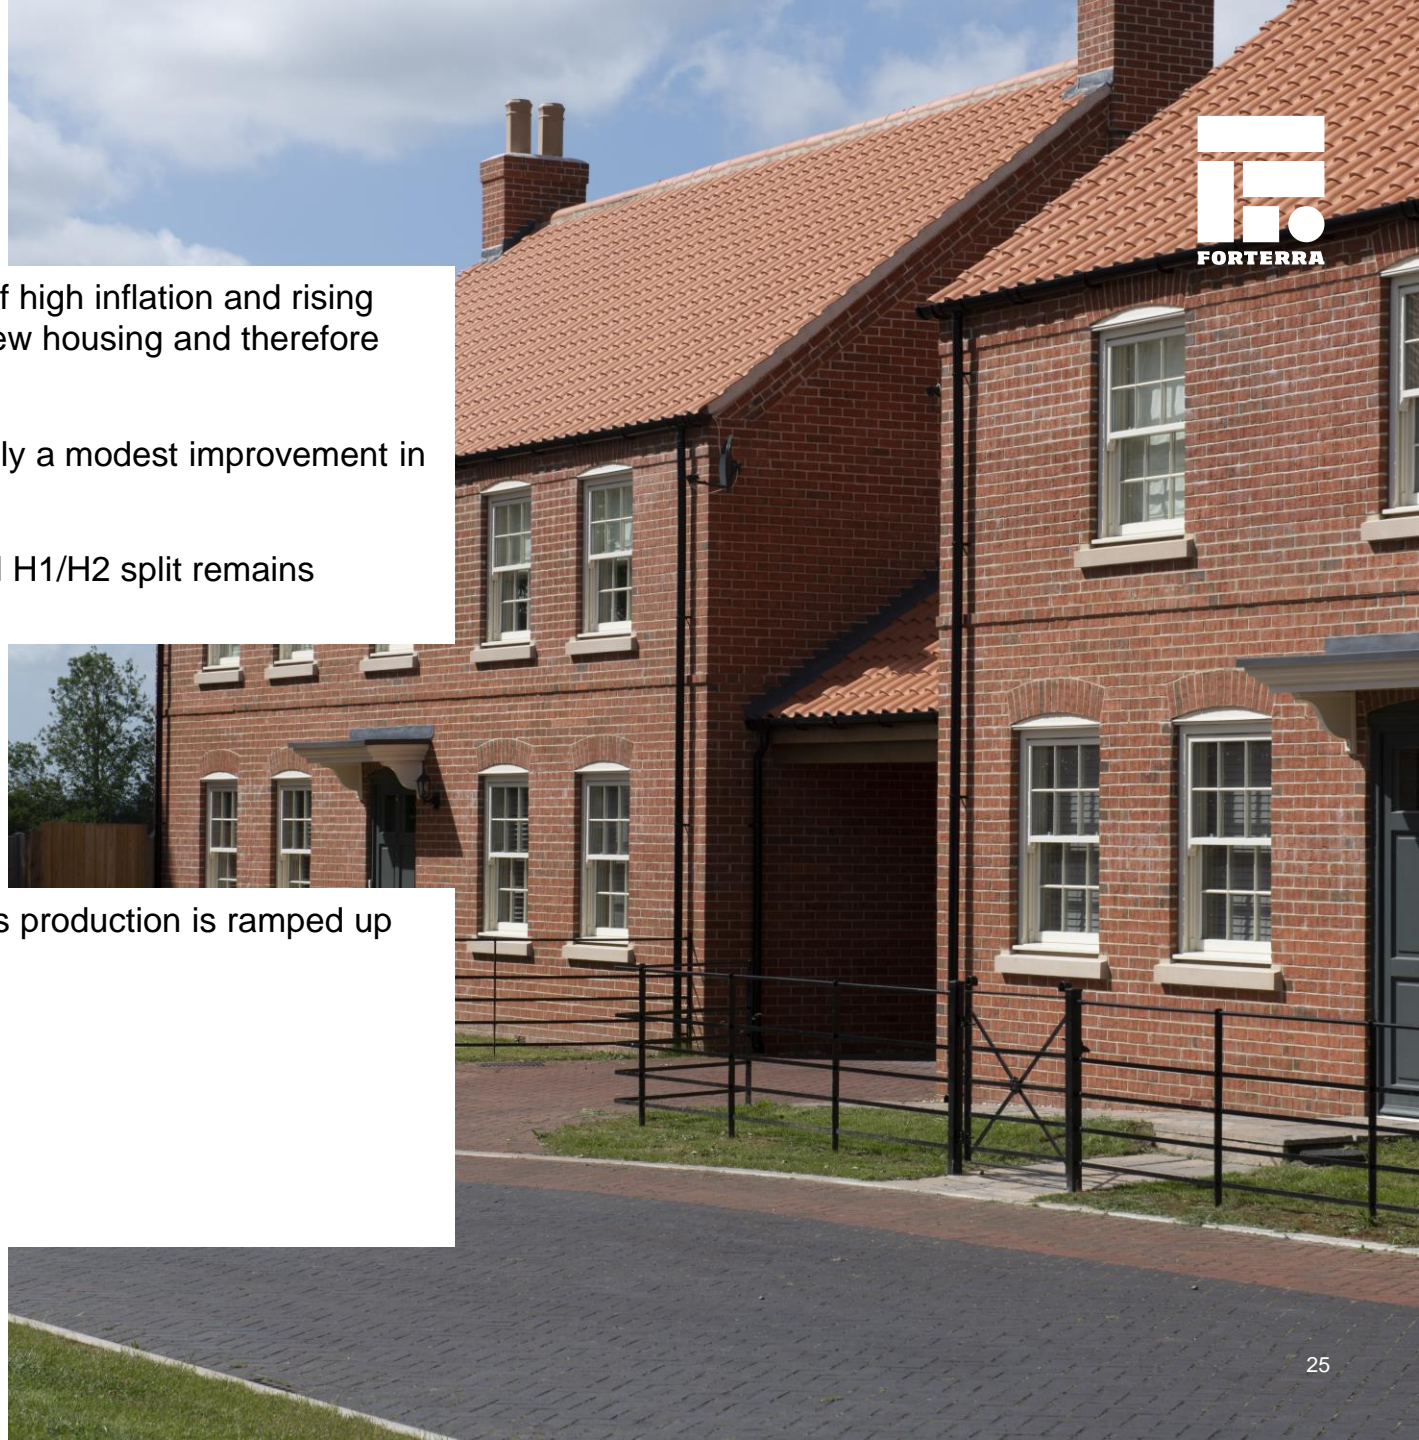 FORTERRA
f high inflation and rising
ew housing and therefore
ly a modest improvement in
H1/H2 split remains
s production is ramped up
25